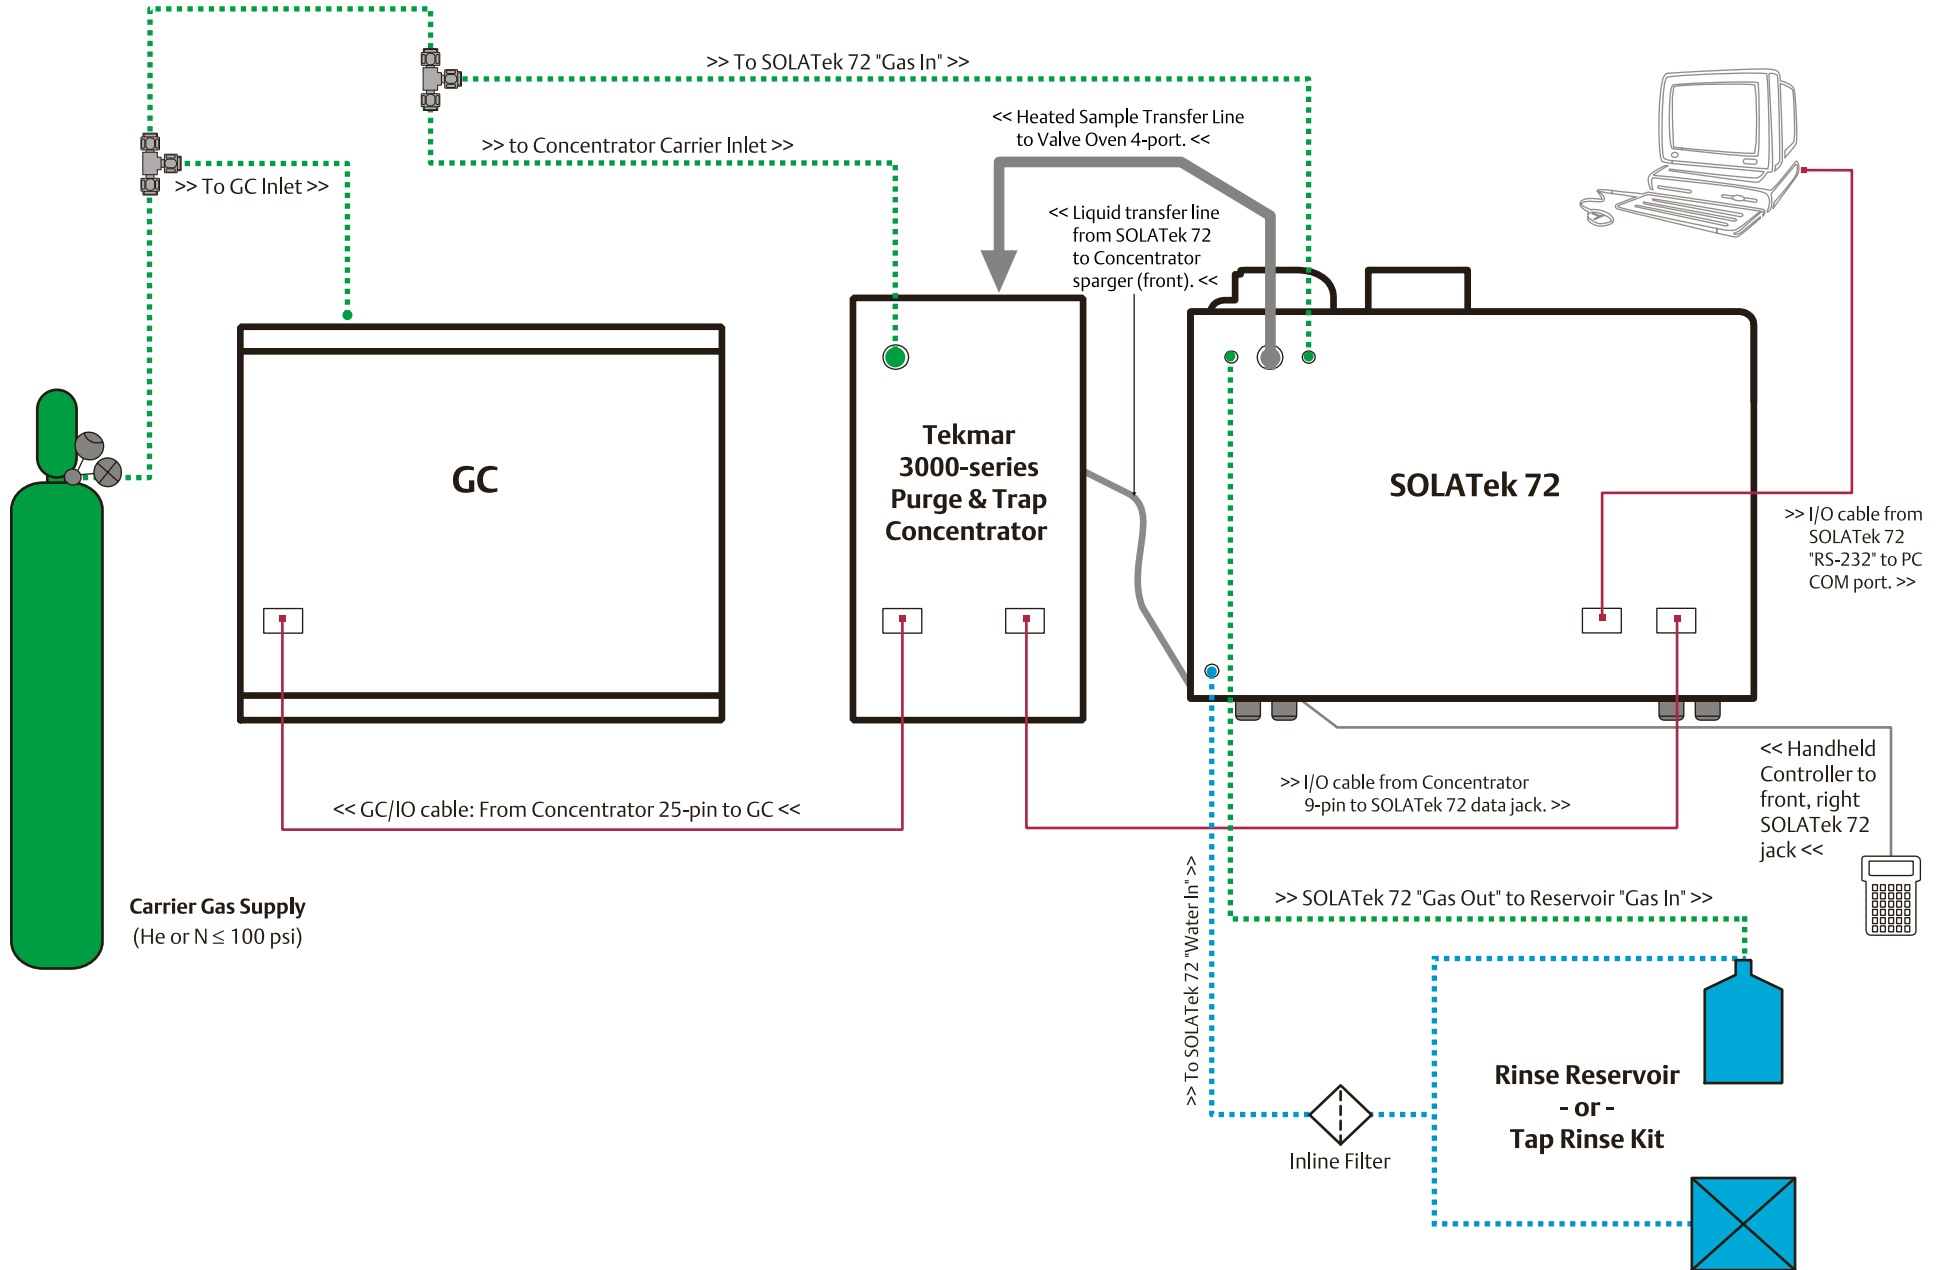 >> To SOLATek 72 "Gas In" >>
<< Heated Sample Transfer Line
to Valve Oven 4-port. <<
>> to Concentrator Carrier Inlet >>
>> To GC Inlet >>
<< Liquid transfer line
from SOLATek 72
to Concentrator
sparger (front). <<
GC
Tekmar
3000-series
Purge & Trap
Concentrator
SOLATek 72
>> I/O cable from
SOLATek 72
"RS-232" to PC
COM port. >>
<< GC/IO cable: From Concentrator 25-pin to GC <<
>> I/O cable from Concentrator
9-pin to SOLATek 72 data jack. >>
<< Handheld
Controller to
front, right
SOLATek 72
jack <<
Carrier Gas Supply
(He or N ≤ 100 psi)
>> SOLATek 72 "Gas Out" to Reservoir "Gas In" >>
>> To SOLATek 72 "Water In" >>
Rinse Reservoir
- or -
Tap Rinse Kit
Inline Filter